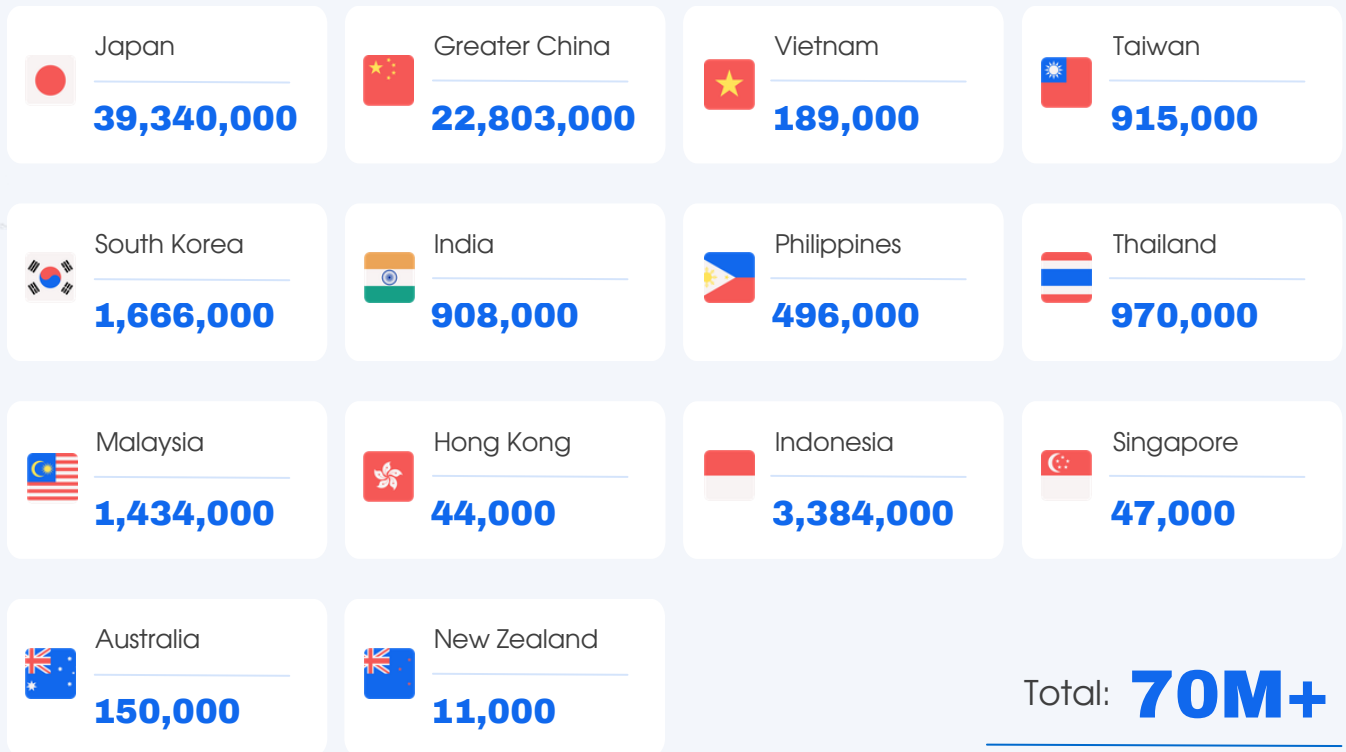 Japan
39,340,000
Greater China
22,803,000
Vietnam
189,000
Taiwan
915,000
South Korea
1,666,000
India
908,000
Philippines
496,000
Thailand
970,000
Malaysia
1,434,000
Hong Kong
44,000
Indonesia
3,384,000
Singapore
47,000
Australia
150,000
New Zealand
11,000
Total: 70M+